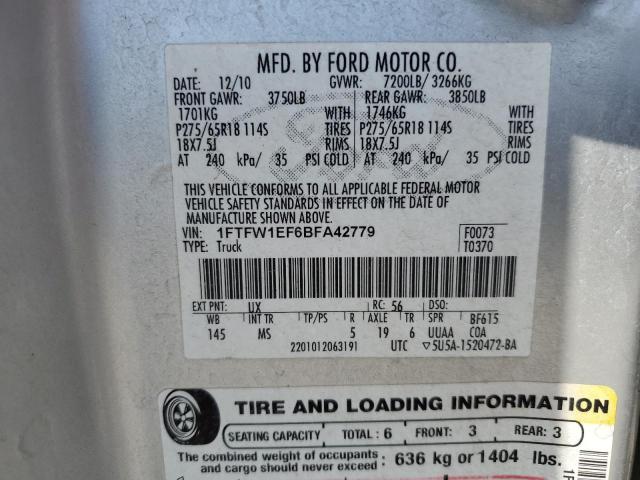 MFD. BY FORD MOTOR CO.
DATE: 12/10 GVWR: 7200LB/ 3266KG
FRONT GAWR: 3750LB REAR GAWR: 3850LB
1701KG WITH 1746KG WITH
P275/65R18 114S TIRES P275/65R18 114S TIRES
18X7.5J RIMS 18X7.5J RIMS
AT 240 kPa/ 35 PSI COLD AT 240 kPa/ 35 PSI COLD
THIS VEHICLE CONFORMS TO ALL APPLICABLE FEDERAL MOTOR
VEHICLE SAFETY STANDARDS IN EFFECT ON THE DATE OF
MANUFACTURE SHOWN ABOVE.
VIN: 1FTFW1EF6BFA42779 F0073
TYPE: Truck T0370
EXT PNT: UX RC: 56 DSO:
WB INT TR TP/PS R AXLE TR SPR BF615
145 MS 5 19 6 UUAA COA
2201012063191 UTC ▽5U5A-1520472-BA
TIRE AND LOADING INFORMATION
SEATING CAPACITY TOTAL: 6 FRONT: 3 REAR: 3
The combined weight of occupants
and cargo should never exceed: 636 kg or 1404 lbs.